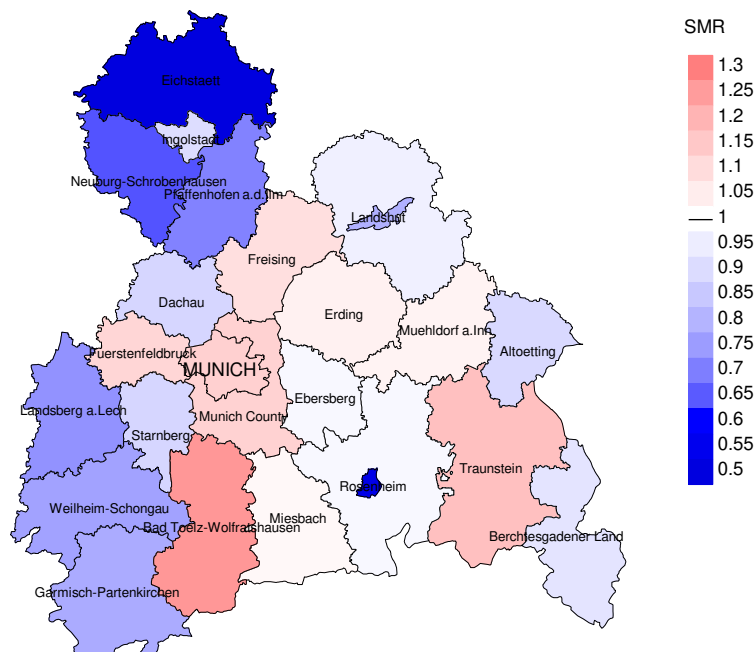 SMR
1.3
1.25
1.2
1.15
1.1
1.05
1
0.95
0.9
0.85
0.8
0.75
0.7
0.65
0.6
0.55
0.5
Eichstaett
Ingolstadt
Neuburg-Schrobenhausen
Pfaffenhofen a.d.Ilm
Landshut
Freising
Dachau
Erding
Muehldorf a.Inn
Altoetting
Fuerstenfeldbruck
MUNICH
Ebersberg
Landsberg a.Lech
Munich County
Starnberg
Traunstein
Rosenheim
Weilheim-Schongau
Miesbach
Bad Toelz-Wolfratshausen
Berchtesgadener Land
Garmisch-Partenkirchen